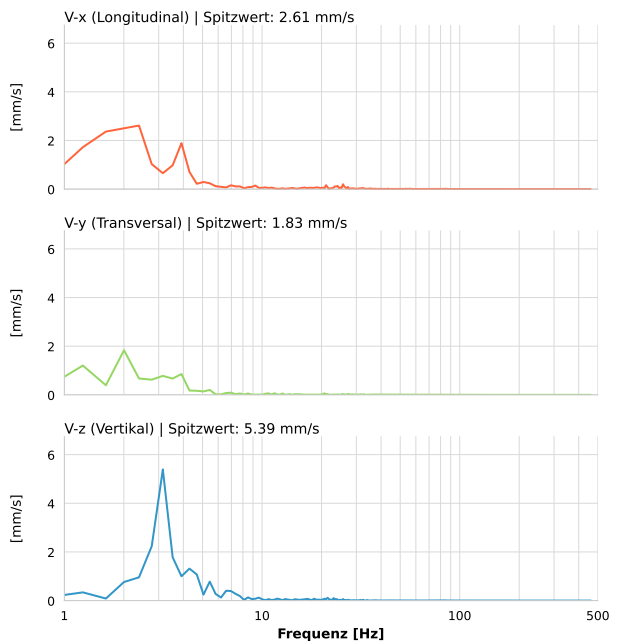 V-x (Longitudinal) | Spitzwert: 2.61 mm/s
6
4
2
0
[mm/s]
V-y (Transversal) | Spitzwert: 1.83 mm/s
6
4
2
0
[mm/s]
V-z (Vertikal) | Spitzwert: 5.39 mm/s
6
4
2
0
[mm/s]
1 10 100 500
Frequenz [Hz]